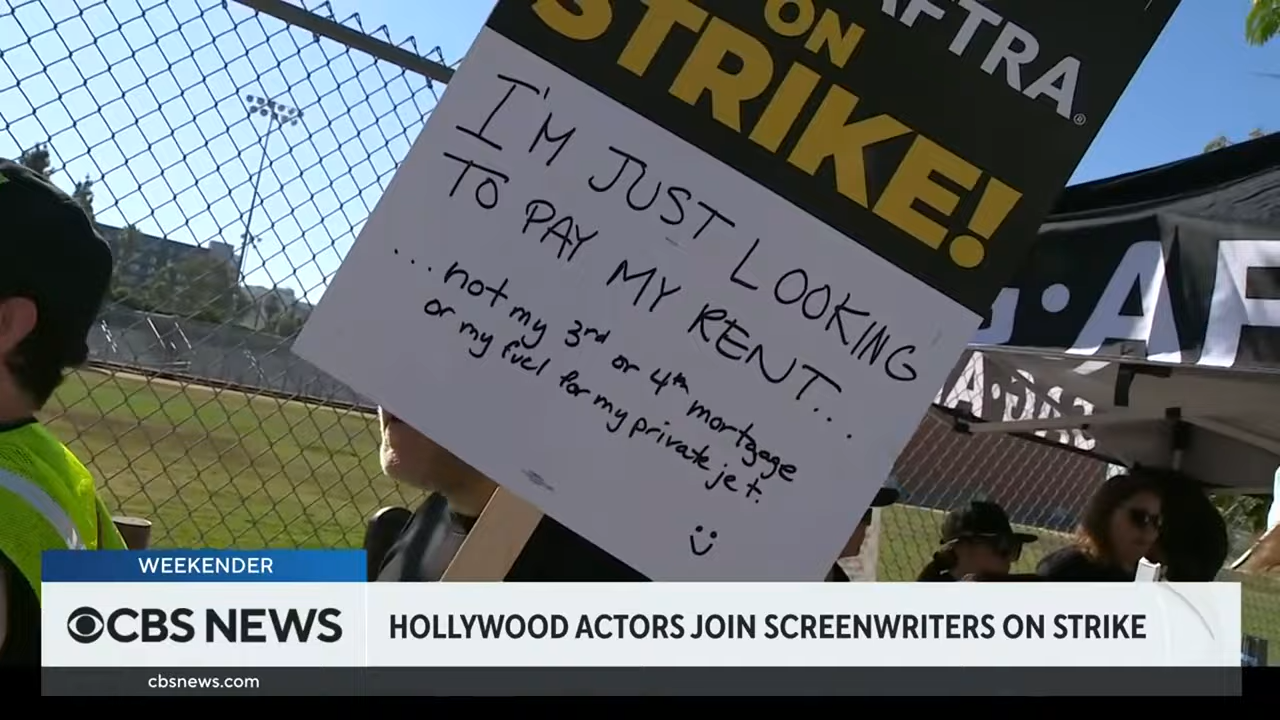 AFTRA®
ON
STRIKE!
I'M JUST LOOKING
TO PAY MY RENT...
...not my 3rd or 4th mortgage
or my fuel for my private jet.
WEEKENDER
CBS NEWS
HOLLYWOOD ACTORS JOIN SCREENWRITERS ON STRIKE
cbsnews.com